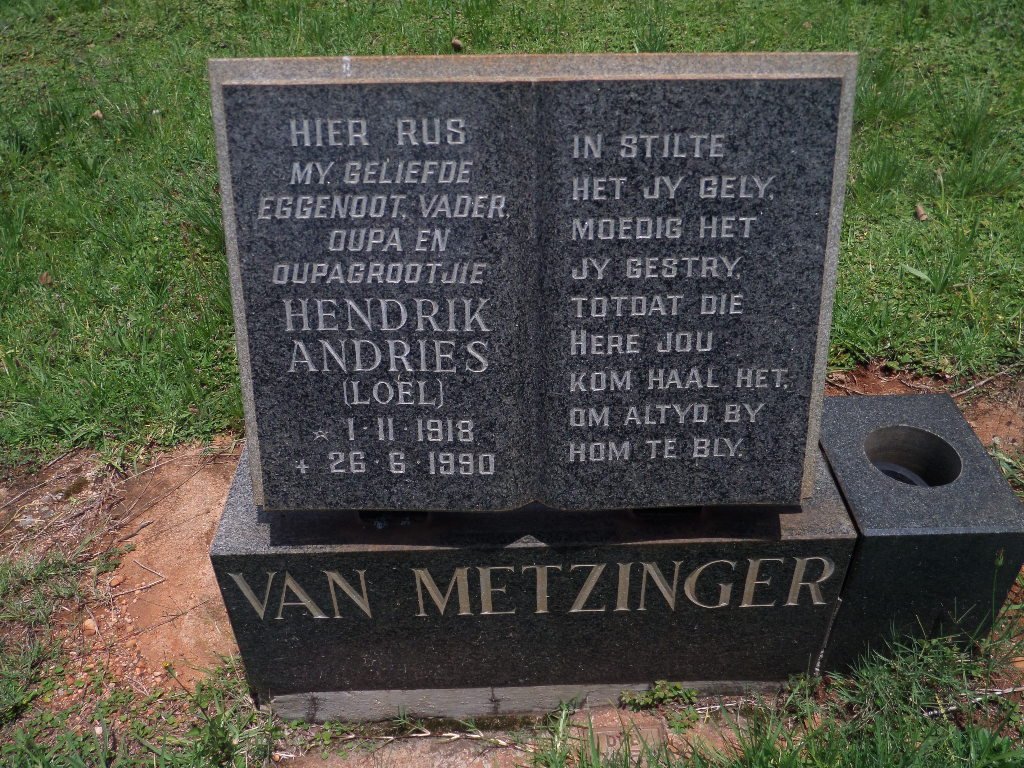 HIER RUS
MY GELIEFDE
EGGENOOT, VADER,
OUPA EN
OUPAGROOTJIE
HENDRIK
ANDRIES
(LOËL)
☆ 1·11·1918
+ 26·6·1990
IN STILTE
HET JY GELY,
MOEDIG HET
JY GESTRY,
TOTDAT DIE
HERE JOU
KOM HAAL HET,
OM ALTYD BY
HOM TE BLY.
VAN METZINGER